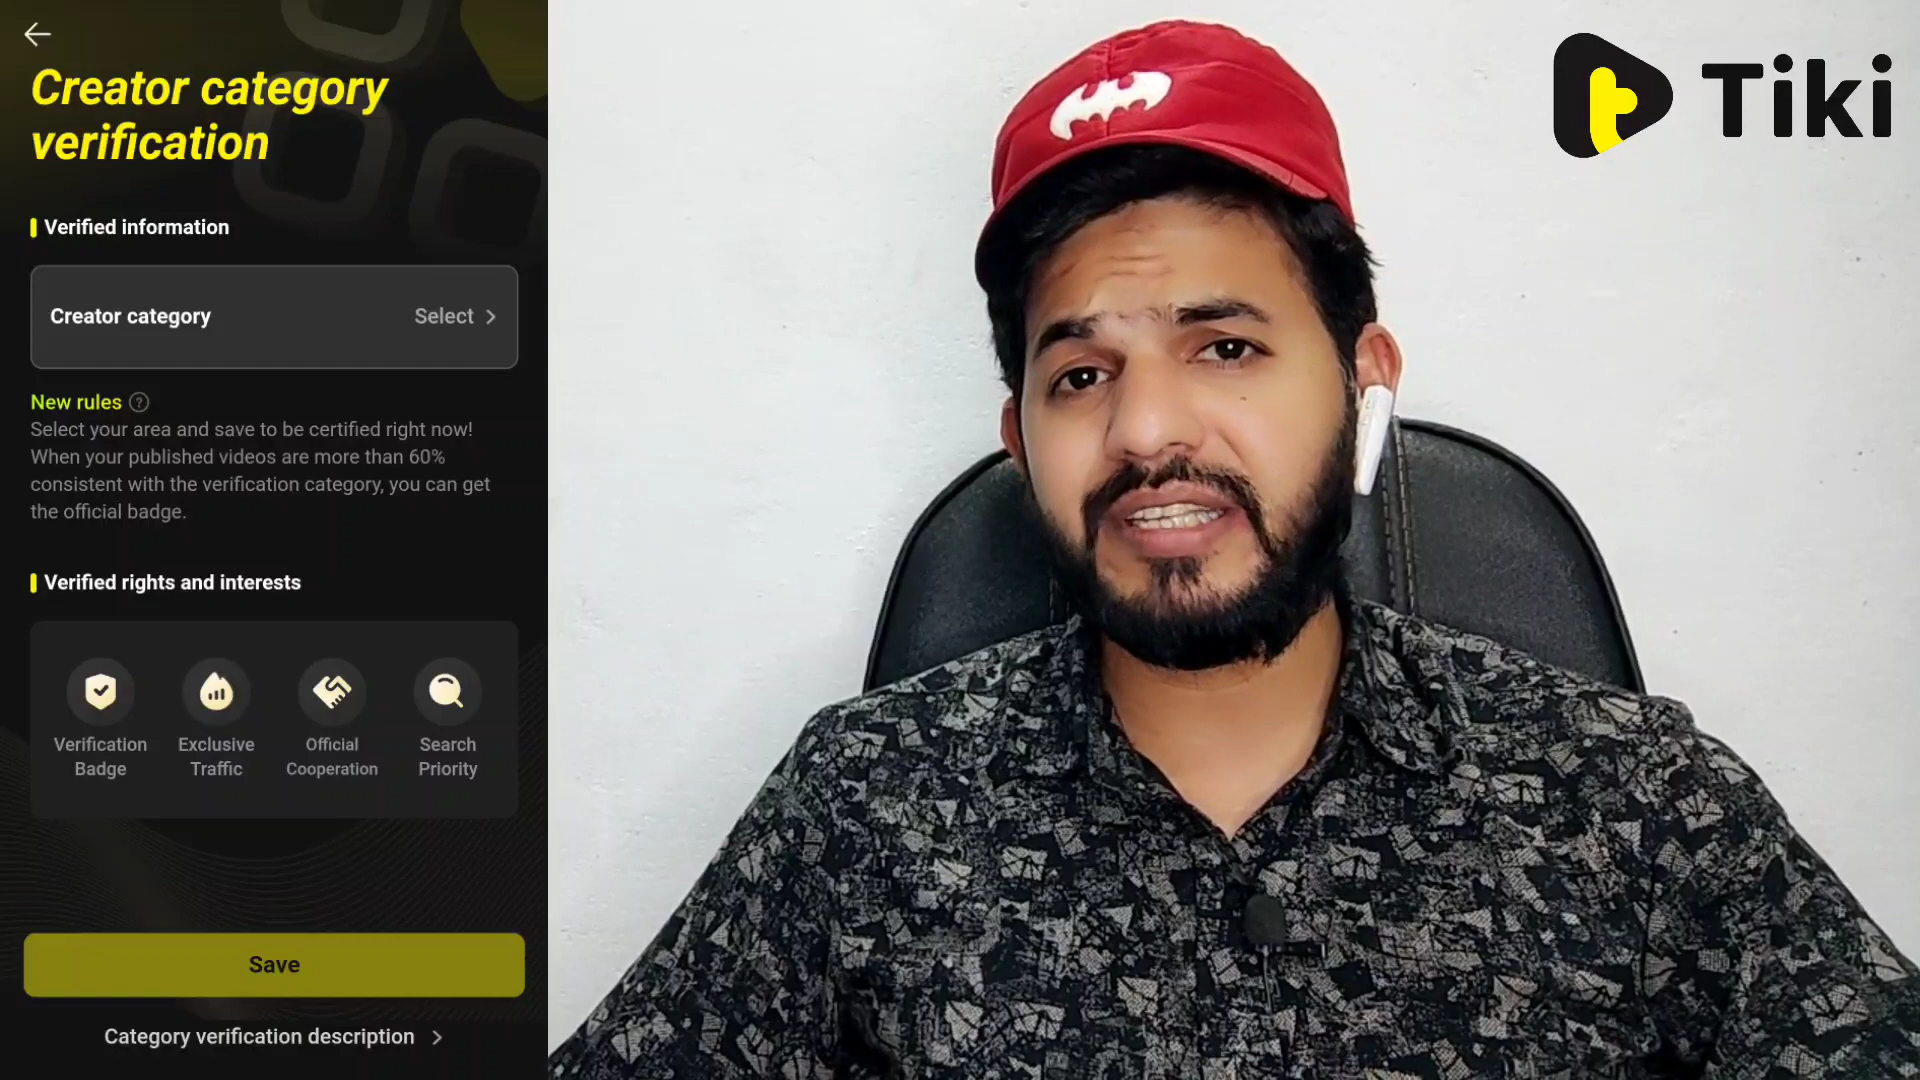 Creator category
verification
Verified information
Creator category Select >
New rules ?
Select your area and save to be certified right now!
When your published videos are more than 60%
consistent with the verification category, you can get
the official badge.
Verified rights and interests
Verification Badge
Exclusive Traffic
Official Cooperation
Search Priority
Save
Category verification description >
Tiki